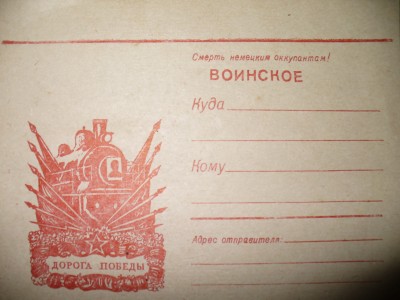 Смерть немецким оккупантам!
ВОИНСКОЕ
Куда
Кому
Адрес отправителя:
ДОРОГА ПОБЕДЫ